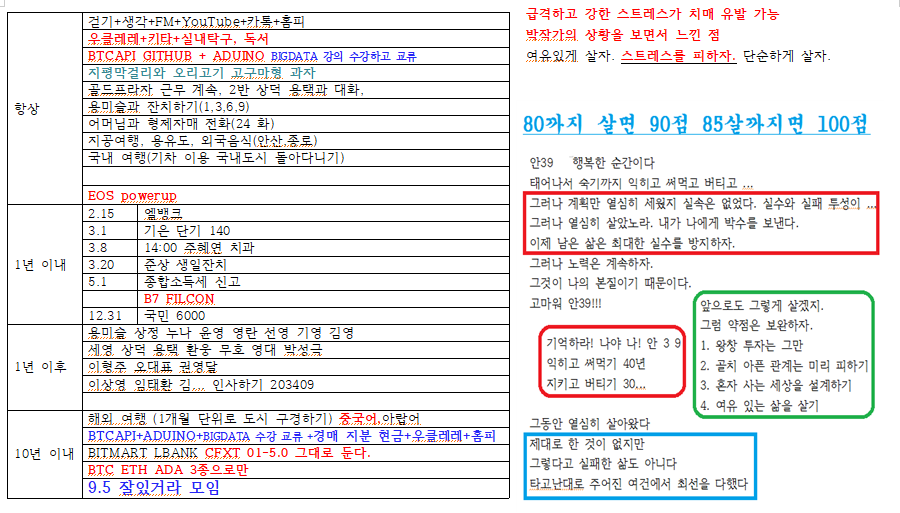 항상
걷기+생각+FM+YouTube+카톡+홈피
우클레레+키타+실내탁구, 독서
BTCAPI GITHUB + ADUINO BIGDATA 강의 수강하고 교류
지평막걸리와 오리고기 고구마형 과자
골드프라자 근무 계속, 2반 상덕 용택과 대화,
용미술과 잔치하기(1,3,6,9)
어머님과 형제자매 전화(24 화)
지공여행, 용유도, 외국음식(안산,종로)
국내 여행(기차 이용 국내도시 돌아다니기)
EOS powerup
1년 이내
2.15 엘뱅크
3.1 기은 단기 140
3.8 14:00 주혜연 치과
3.20 준상 생일잔치
5.1 종합소득세 신고
B7 FILCON
12.31 국민 6000
1년 이후
용미술 상정 누나 윤영 영란 선영 기영 김영
세영 상덕 용택 환웅 무호 영대 박성극
이형주 오대표 권영달
이상영 임태환 김... 인사하기 203409
10년 이내
해외 여행 (1개월 단위로 도시 구경하기) 중국어,아랍어
BTCAPI+ADUINO+BIGDATA 수강 교류 +경매 지분 현금+우클레레+홈피
BITMART LBANK CFXT 01-5.0 그대로 둔다.
BTC ETH ADA 3종으로만
9.5 잘있거라 모임
급격하고 강한 스트레스가 치매 유발 가능
박작가의 상황을 보면서 느낀 점
여유있게 살자. 스트레스를 피하자. 단순하게 살자.
80까지 살면 90점 85살까지면 100점
안39 행복한 순간이다
태어나서 숙기까지 익히고 써먹고 버티고 ...
그러나 계획만 열심히 세웠지 실속은 없었다. 실수와 실패 투성이 ...
그러나 열심히 살았노라. 내가 나에게 박수를 보낸다.
이제 남은 삶은 최대한 실수를 방지하자.
그러나 노력은 계속하자.
그것이 나의 본질이기 때문이다.
고마워 안39!!!
기억하라! 나야 나! 안 3 9
익히고 써먹기 40년
지키고 버티기 30...
앞으로도 그렇게 살겠지.
그럼 약점은 보완하자.
1. 왕창 투자는 그만
2. 골치 아픈 관계는 미리 피하기
3. 혼자 사는 세상을 설계하기
4. 여유 있는 삶을 살기
그동안 열심히 살아왔다
제대로 한 것이 없지만
그렇다고 실패한 삶도 아니다
타고난대로 주어진 여건에서 최선을 다했다